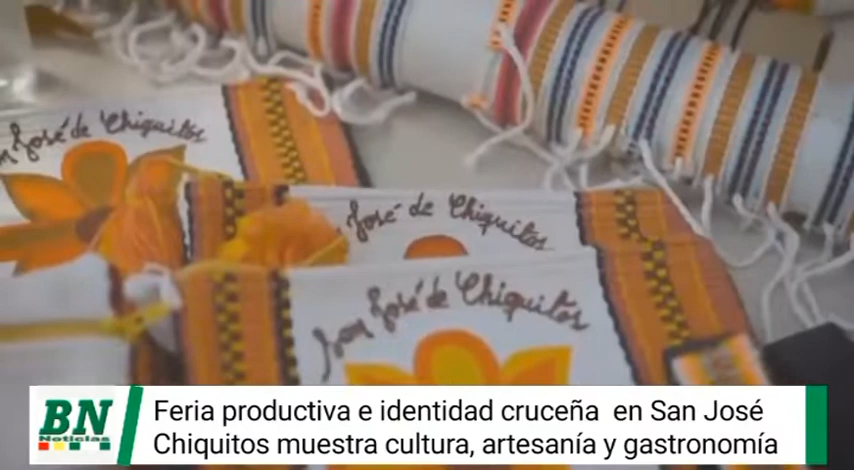 San José de Chiquitos
José de Chiquitos
San José de Chiquitos
BN
Noticias
Feria productiva e identidad cruceña en San José
Chiquitos muestra cultura, artesanía y gastronomía